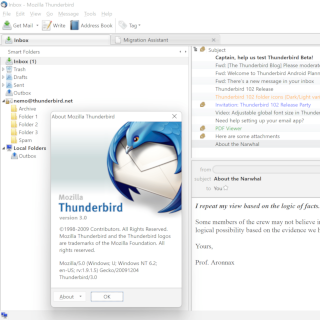 Inbox - Mozilla Thunderbird
File Edit View Go Message Tools Help
Get Mail Write Address Book Tag
Inbox Migration Assistant
Smart Folders
Inbox (1)
Trash
Drafts
Sent
Outbox
nemo@thunderbird.net
Archive
Folder 1
Folder 2
Folder 3
Spam
Local Folders
Outbox
Subject
Captain, help us test Thunderbird Beta!
Fwd: [The Thunderbird Blog] Please moderate
Fwd: Welcome to Thunderbird Android Plann
Fwd: There's a new message in your inbox.
Thunderbird 102 Release
Invitation: Thunderbird 102 Release Party
Video: Adjustable global font size in Thunderb
Need help setting up your email app?
PDF Viewer
Here are some attachments
About the Narwhal
subject About the Narwhal
to You
I repeat my view based on the logic of facts.
Some members of the crew may not believe in
logical possibility based on the evidence we h
Yours,
Prof. Aronnax
About Mozilla Thunderbird
Mozilla
Thunderbird
version 3.0
©1998-2009 Contributors. All Rights Reserved.
Mozilla Thunderbird and the Thunderbird logos
are trademarks of the Mozilla Foundation. All
rights reserved.
Mozilla/5.0 (Windows; U; Windows NT 6.2;
en-US; rv:1.9.1.5) Gecko/20091204
Thunderbird/3.0
About OK